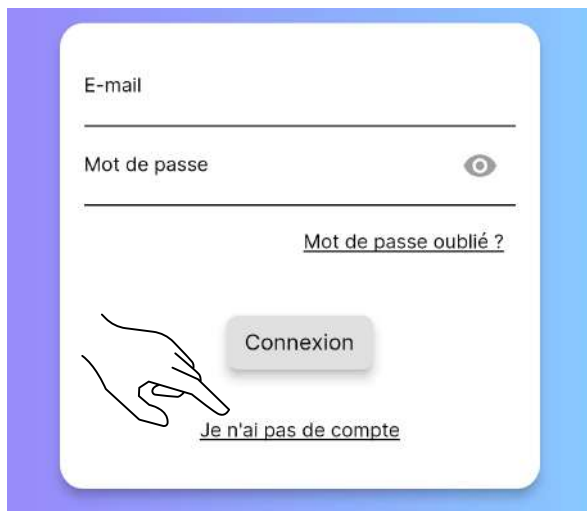 E-mail
Mot de passe
Mot de passe oublié ?
Connexion
Je n'ai pas de compte